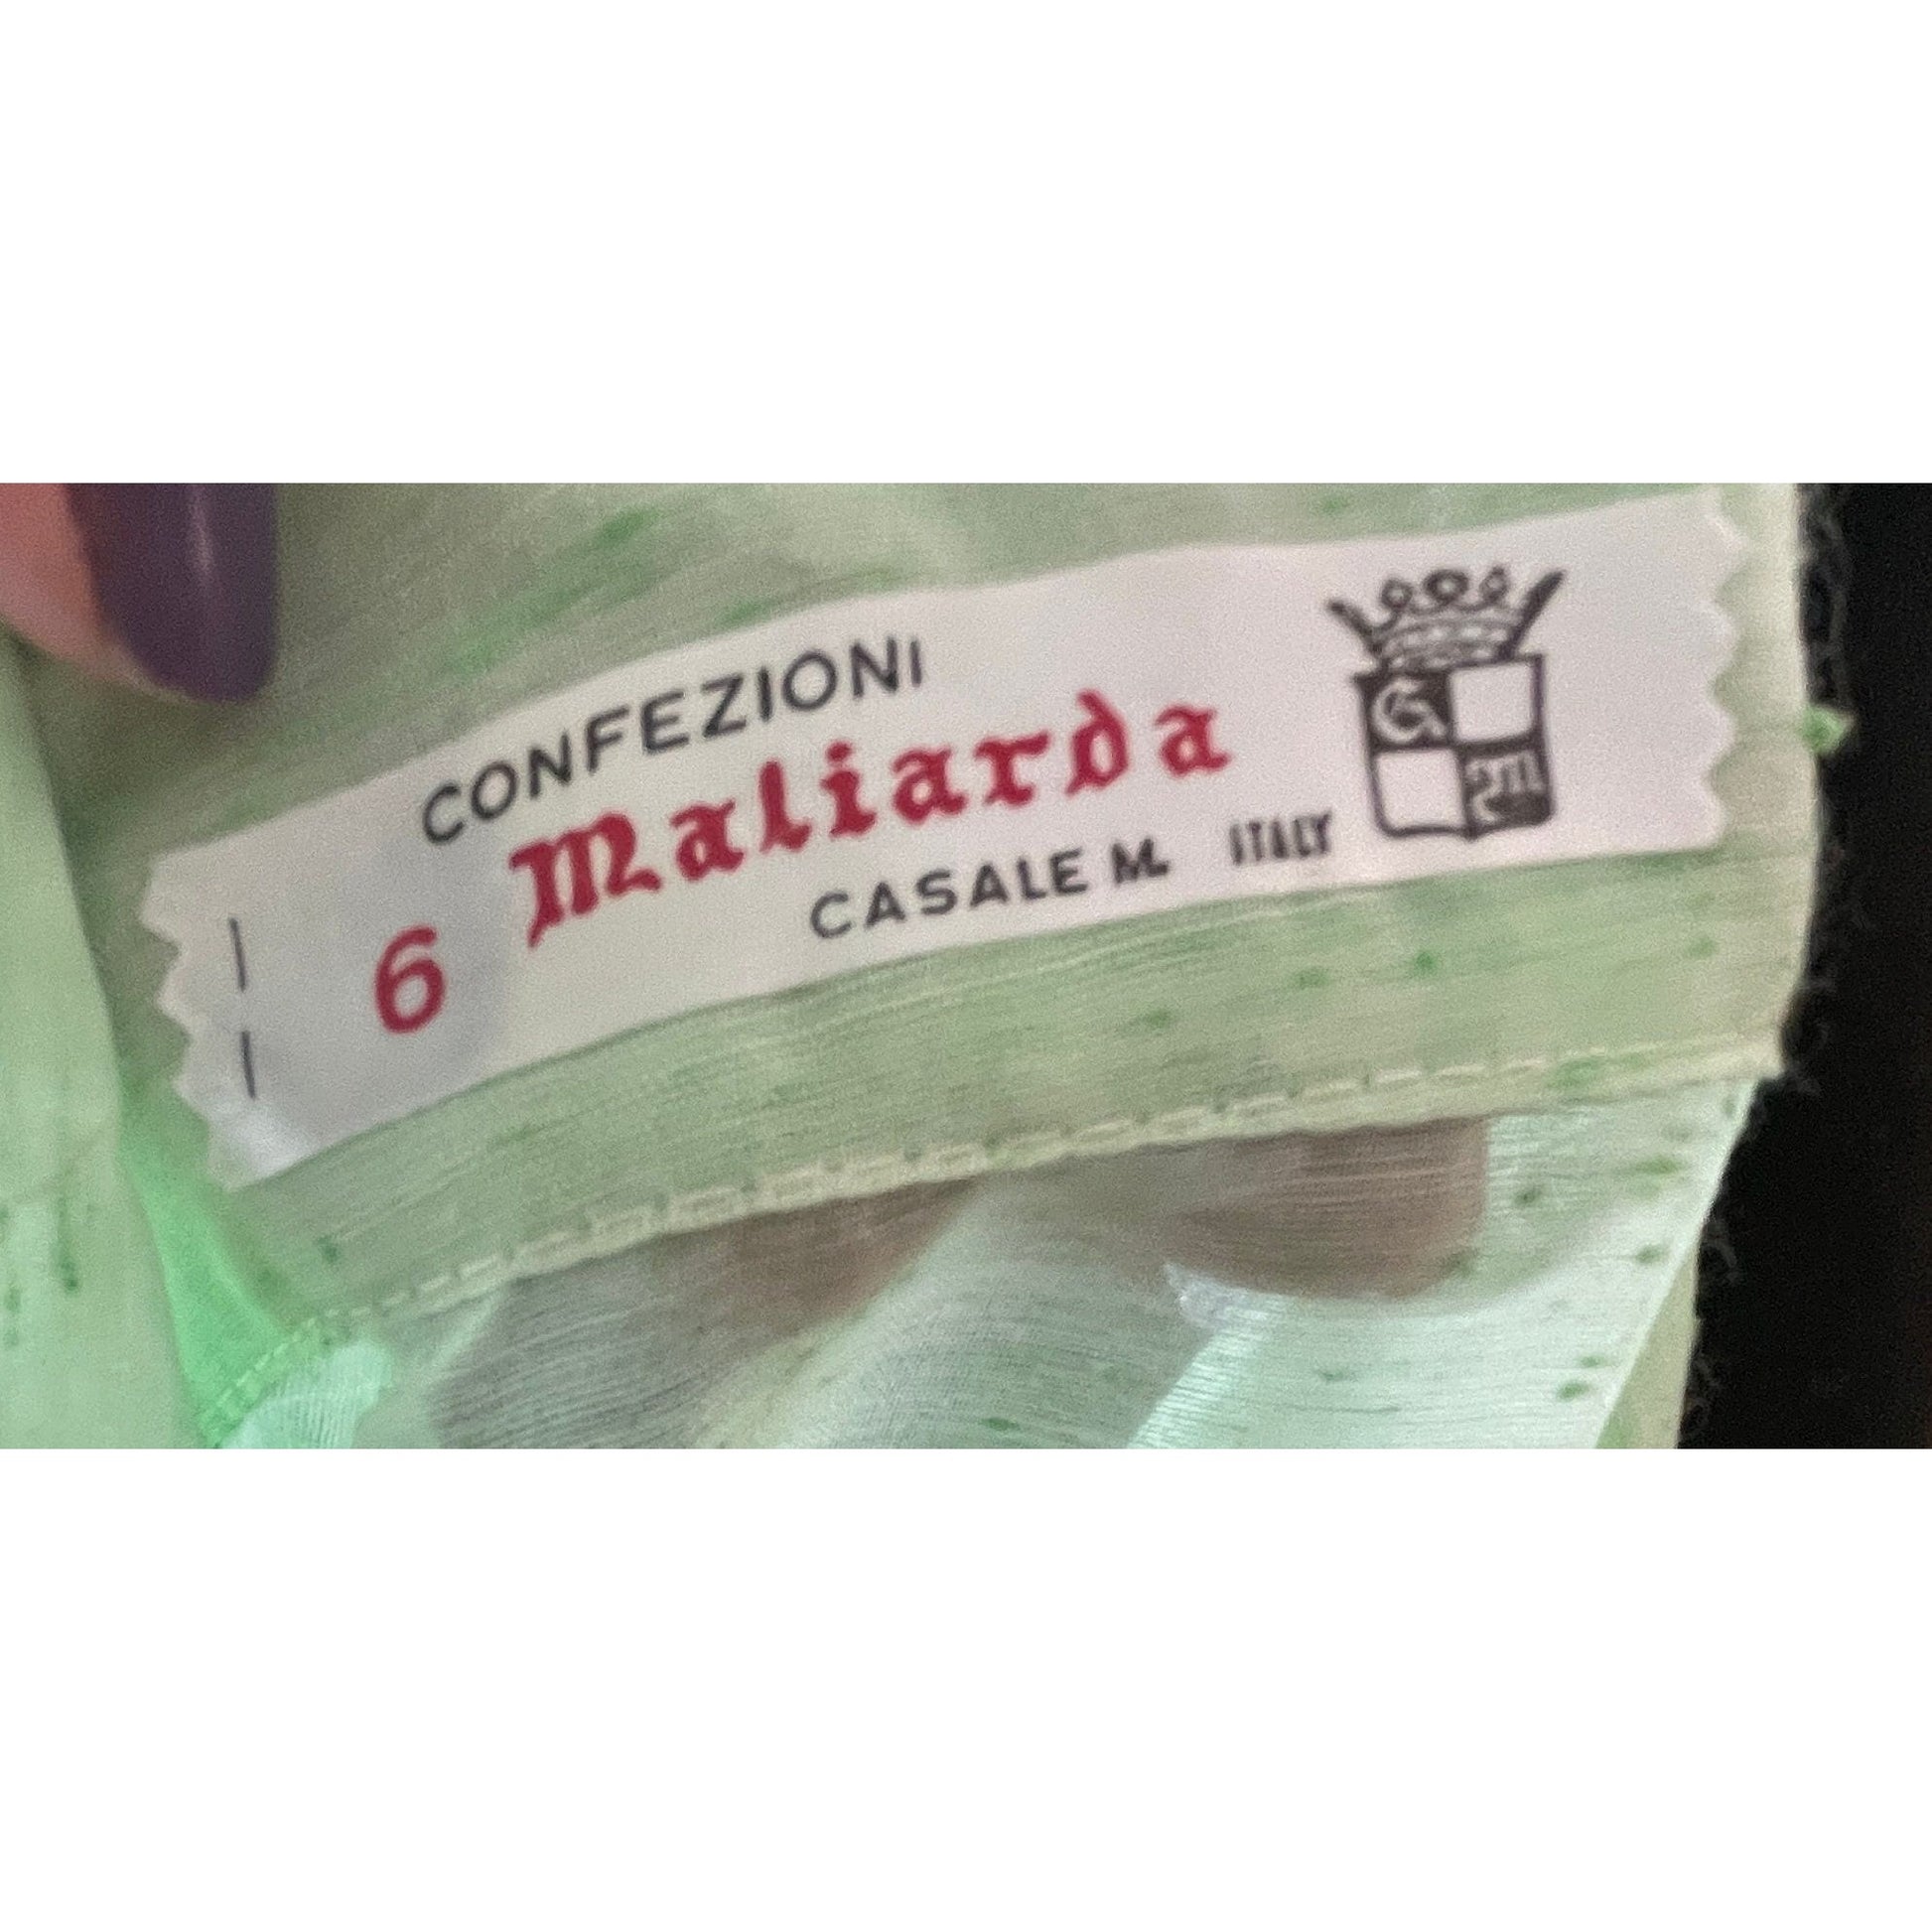 CONFEZIONI
6 Maliarda
CASALE M. ITALY
C
M